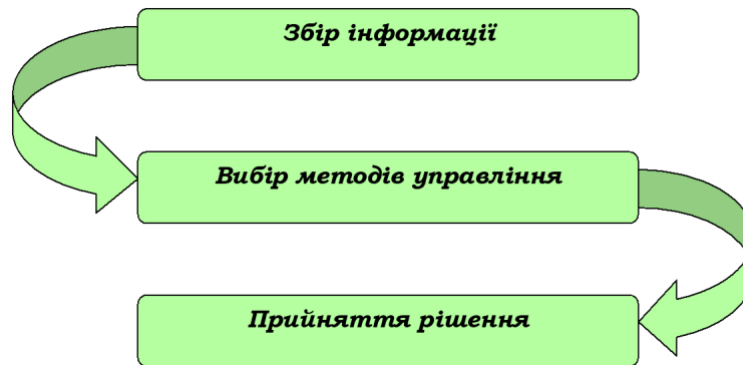 Збір інформації
Вибір методів управління
Прийняття рішення